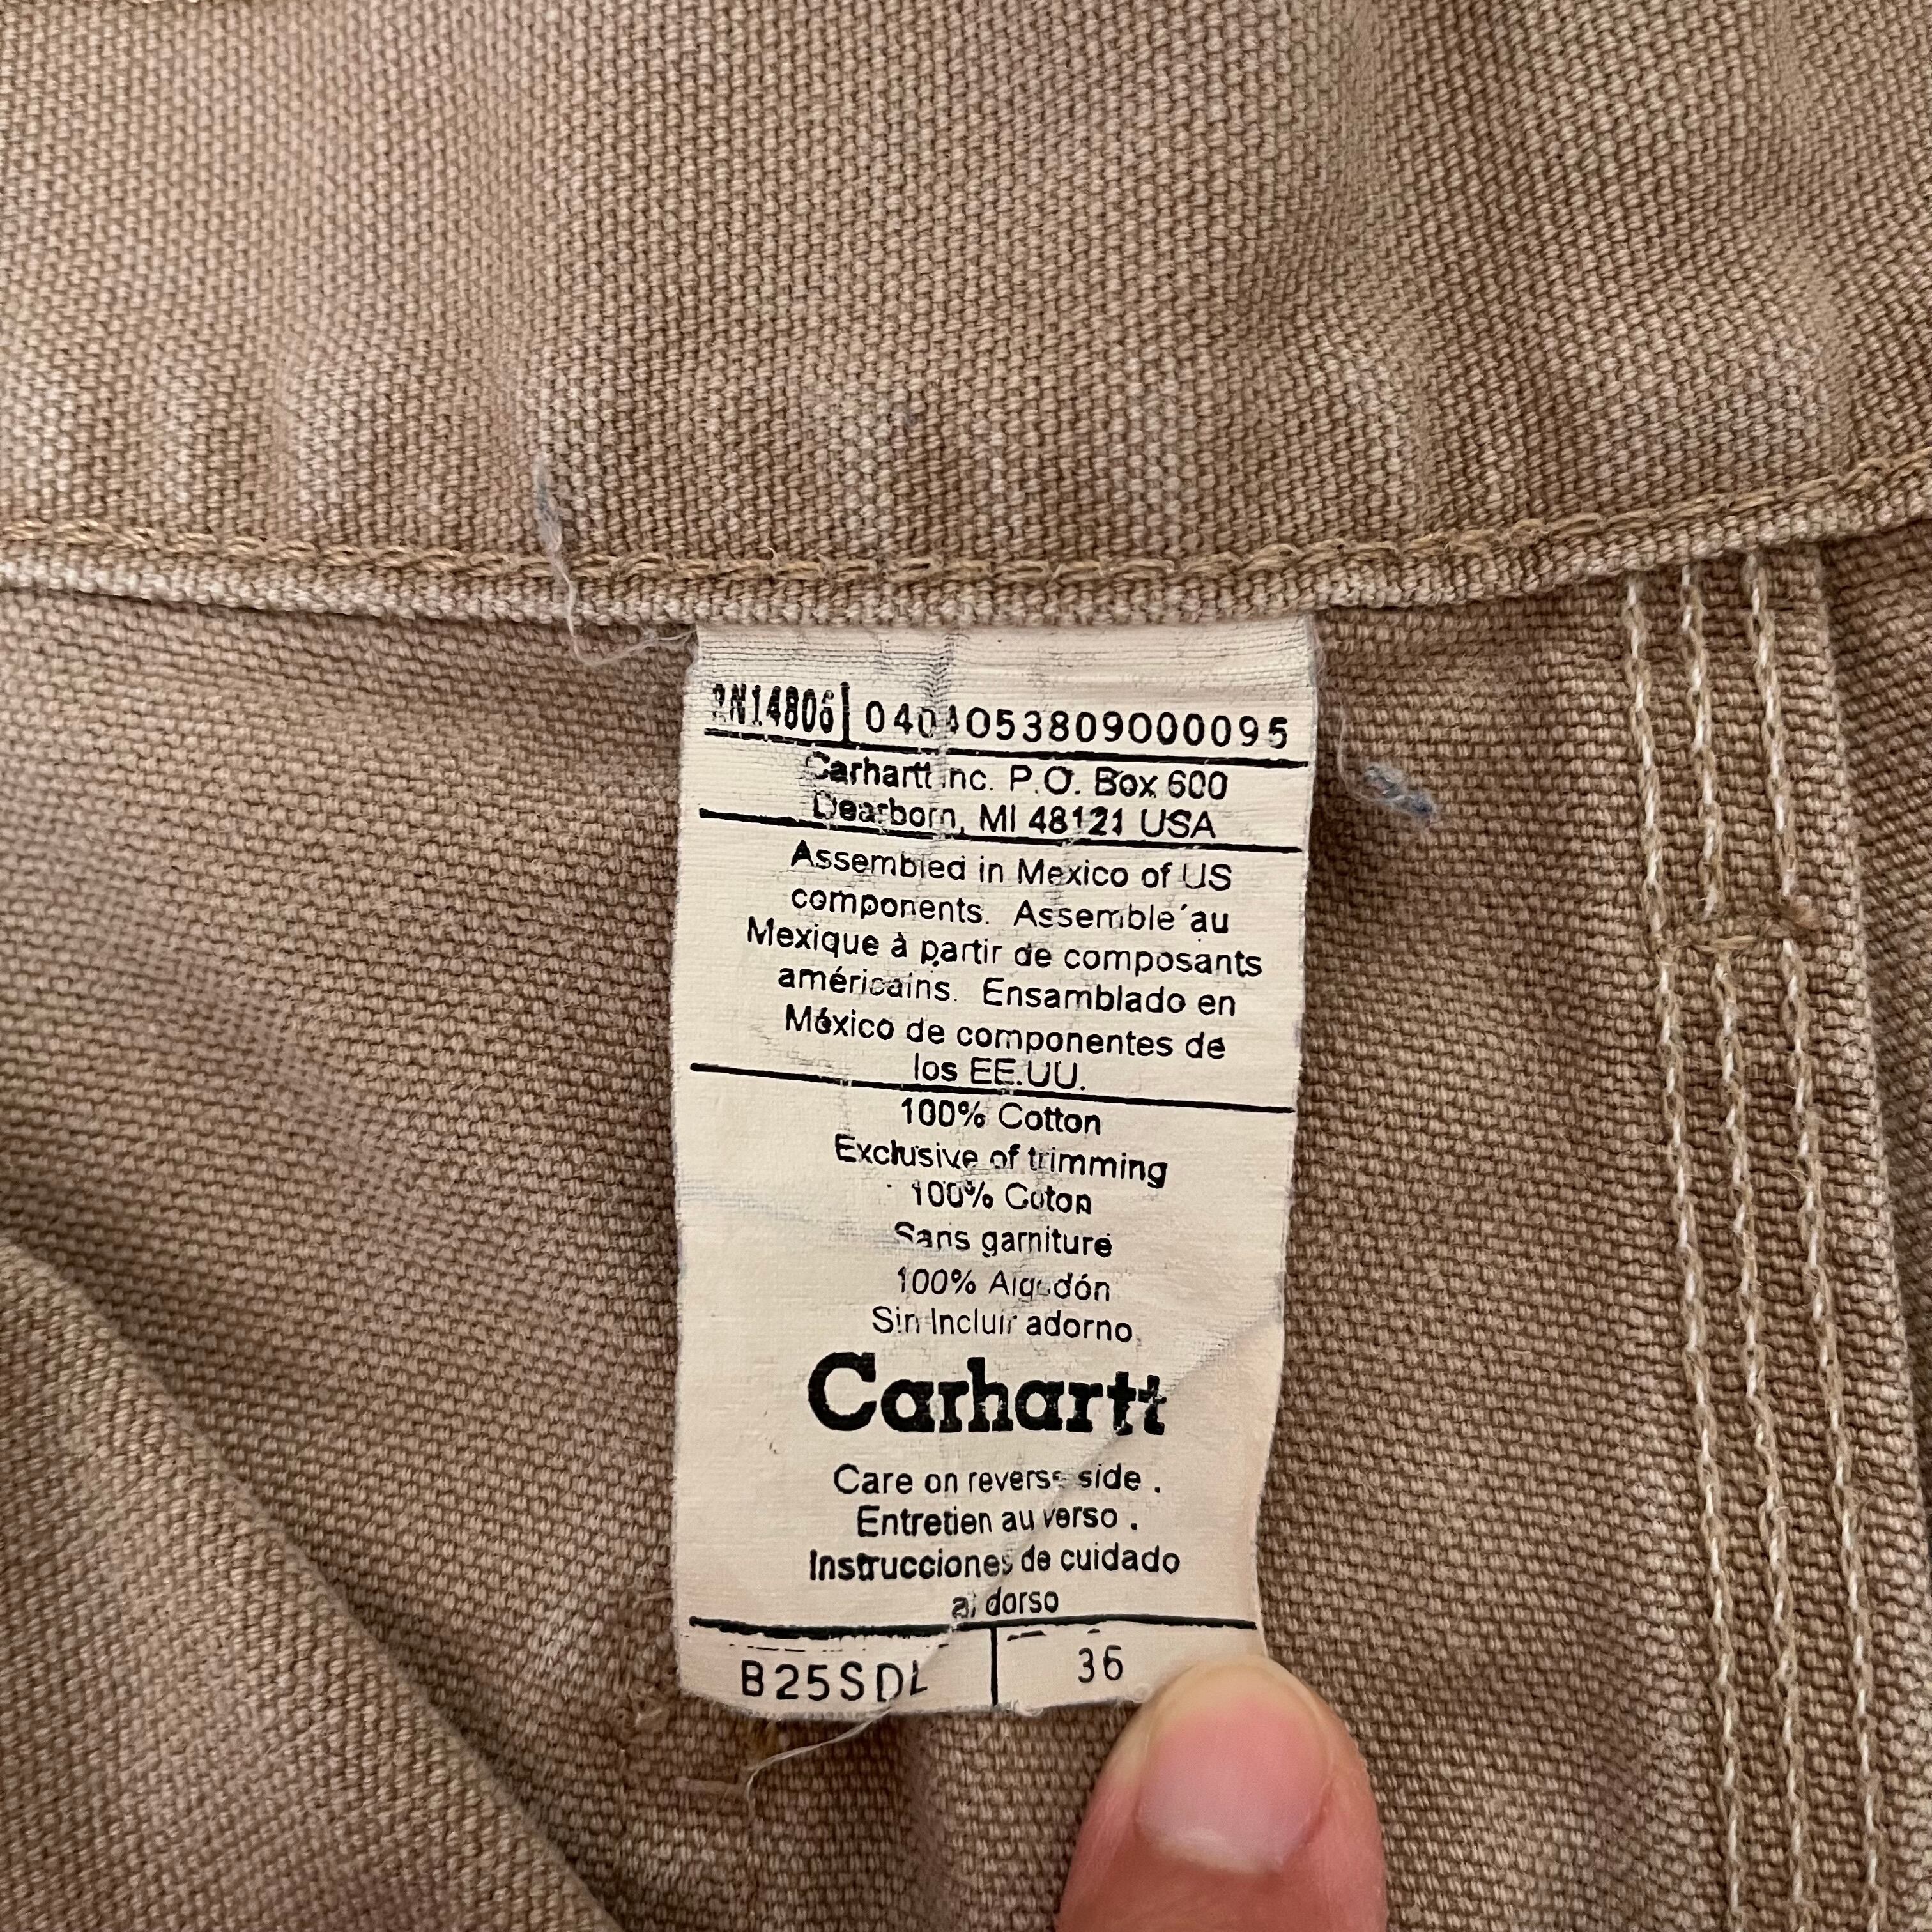 RN14806 04040053809000095
Carhartt Inc. P.O. Box 600
Dearborn, MI 48121 USA
Assembled in Mexico of US
components. Assemble´au
Mexique à partir de composants
américains. Ensamblado en
México de componentes de
los EE.UU.
100% Cotton
Exclusive of trimming
100% Coton
Sans garniture
100% Algodón
Sin Incluir adorno
Carhartt
Care on reverse side .
Entretien au verso .
Instrucciones de cuidado
al dorso
B25SDL 36